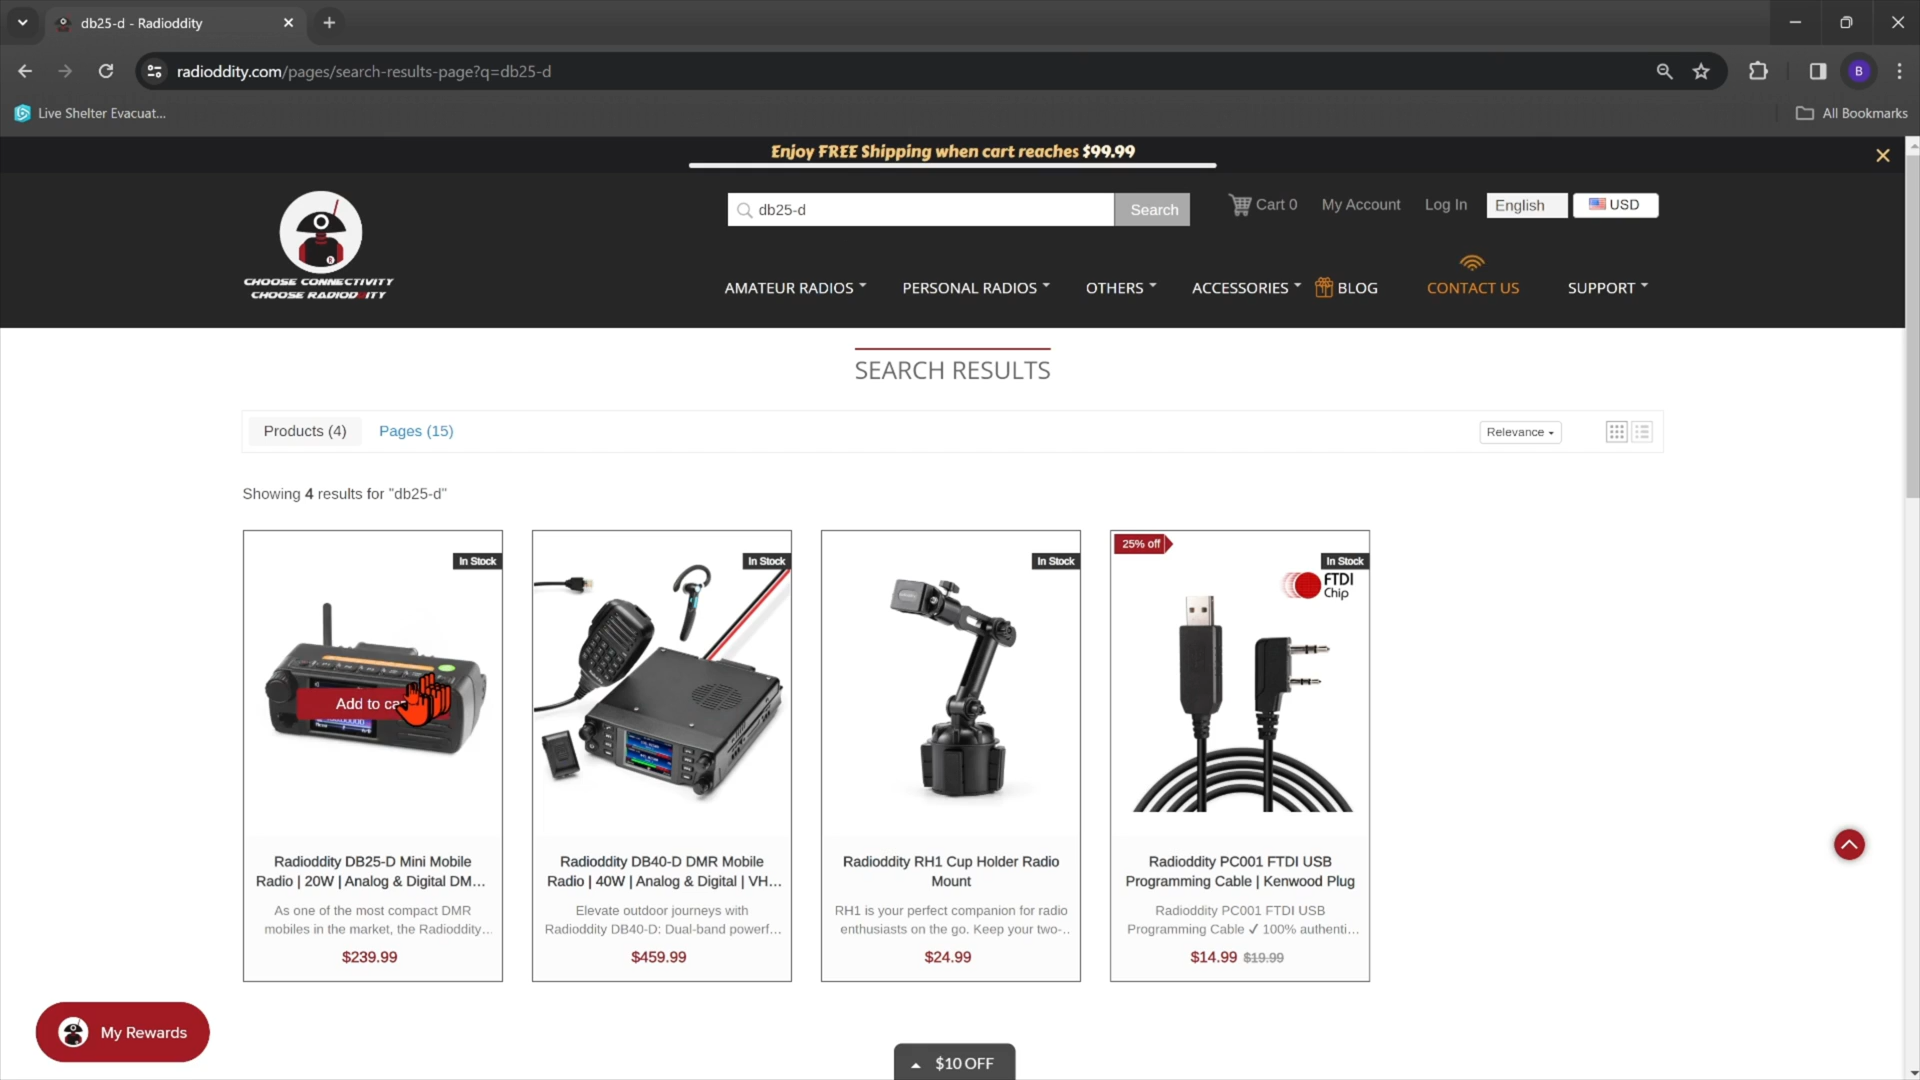 db25-d - Radioddity
radioddity.com/pages/search-results-page?q=db25-d
B
Live Shelter Evacuat...
All Bookmarks
Enjoy FREE Shipping when cart reaches $99.99
CHOOSE CONNECTIVITY
CHOOSE RADIODDITY
db25-d
Search
Cart 0
My Account
Log In
English
USD
AMATEUR RADIOS
PERSONAL RADIOS
OTHERS
ACCESSORIES
BLOG
CONTACT US
SUPPORT
SEARCH RESULTS
Products (4)
Pages (15)
Relevance
Showing 4 results for "db25-d"
In Stock
Add to car
Radioddity DB25-D Mini Mobile
Radio | 20W | Analog & Digital DM...
As one of the most compact DMR
mobiles in the market, the Radioddity...
$239.99
In Stock
Radioddity DB40-D DMR Mobile
Radio | 40W | Analog & Digital | VH...
Elevate outdoor journeys with
Radioddity DB40-D: Dual-band powerf...
$459.99
In Stock
Radioddity RH1 Cup Holder Radio
Mount
RH1 is your perfect companion for radio
enthusiasts on the go. Keep your two-..
$24.99
25% off
In Stock
FTDI
Chip
Radioddity PC001 FTDI USB
Programming Cable | Kenwood Plug
Radioddity PC001 FTDI USB
Programming Cable ✓ 100% authenti...
$14.99 $19.99
My Rewards
$10 OFF